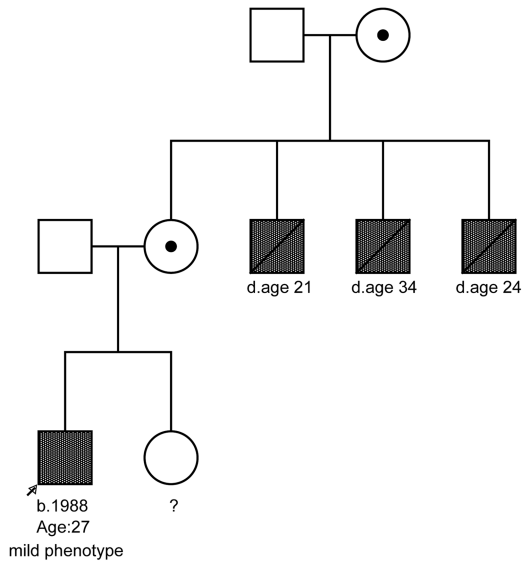 d.age 21
d.age 34
d.age 24
b.1988
Age:27
mild phenotype
?